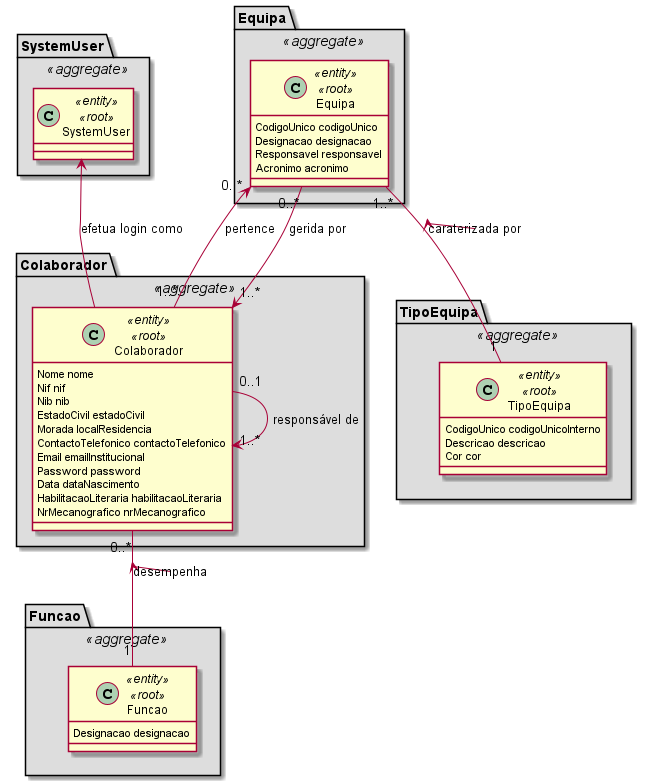 Equipa
«aggregate»
«entity»
«root»
Equipa
CodigoUnico codigoUnico
Designacao designacao
Responsavel responsavel
Acronimo acronimo
SystemUser
«aggregate»
«entity»
«root»
SystemUser
0..*
0..*
1..*
efetua login como
pertence
gerida por
caraterizada por
Colaborador
«aggregate»
1..*
«entity»
«root»
Colaborador
Nome nome
Nif nif
Nib nib
EstadoCivil estadoCivil
Morada localResidencia
ContactoTelefonico contactoTelefonico
Email emailInstitucional
Password password
Data dataNascimento
HabilitacaoLiteraria habilitacaoLiteraria
NrMecanografico nrMecanografico
0..1
responsável de
1..*
TipoEquipa
«aggregate»
1
«entity»
«root»
TipoEquipa
CodigoUnico codigoUnicoInterno
Descricao descricao
Cor cor
0..*
desempenha
Funcao
«aggregate»
1
«entity»
«root»
Funcao
Designacao designacao